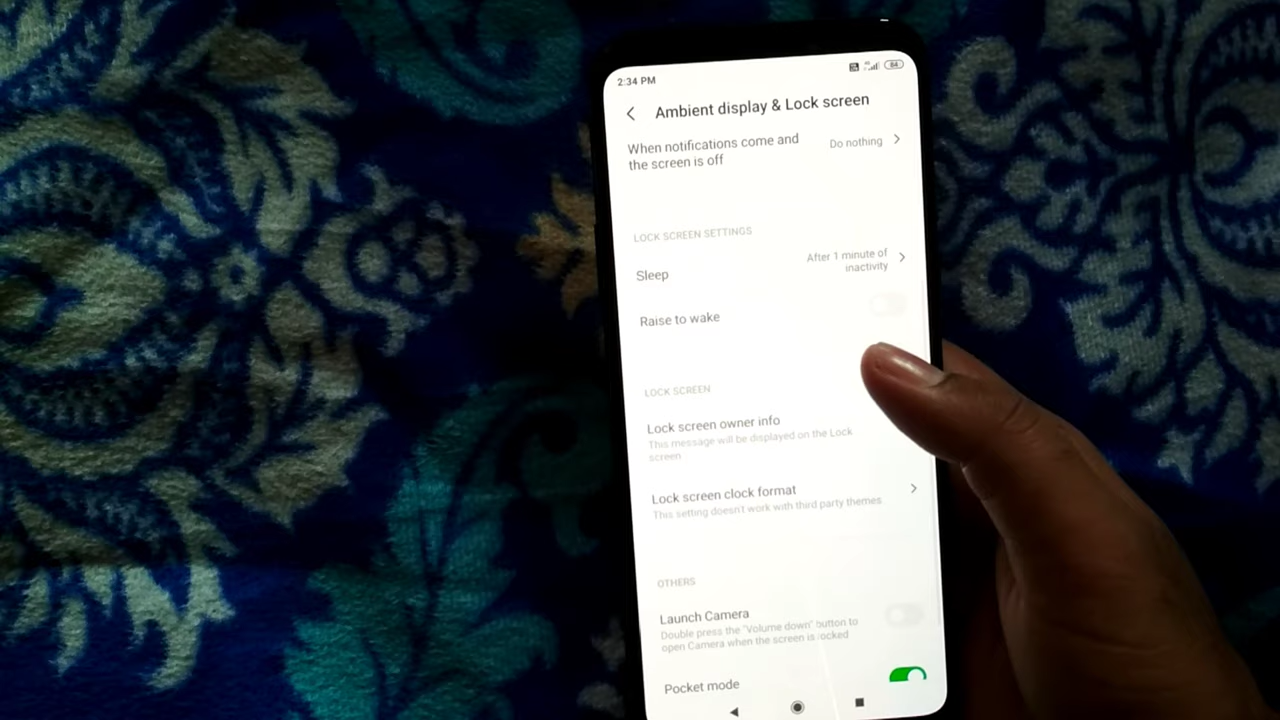 2:34 PM
84
Ambient display & Lock screen
When notifications come and
the screen is off
Do nothing
LOCK SCREEN SETTINGS
Sleep
After 1 minute of
inactivity
Raise to wake
LOCK SCREEN
Lock screen owner info
This message will be displayed on the Lock
screen
Lock screen clock format
This setting doesn't work with third party themes
OTHERS
Launch Camera
Double press the "Volume down" button to
open Camera when the screen is locked
Pocket mode